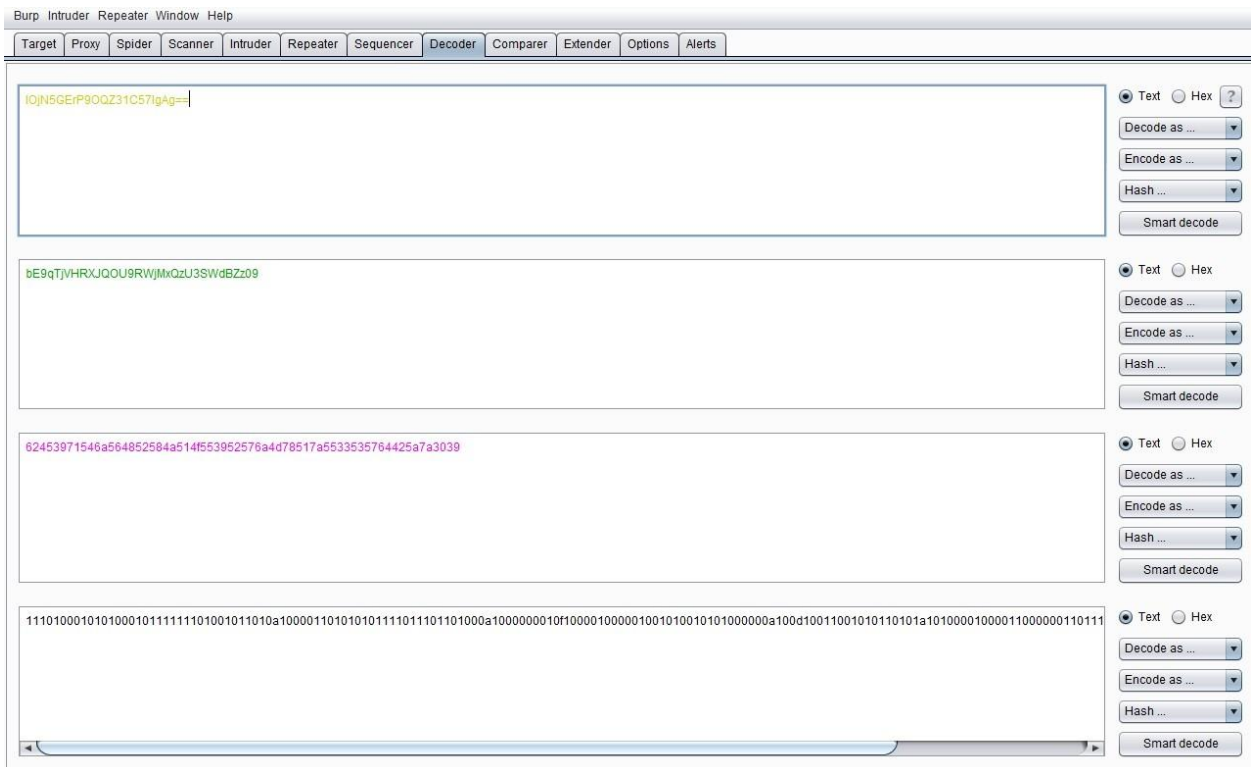 Burp Intruder Repeater Window Help
Target Proxy Spider Scanner Intruder Repeater Sequencer Decoder Comparer Extender Options Alerts
lOjN5GErP9OQZ31C57IgAg==
Text Hex ?
Decode as ...
Encode as ...
Hash ...
Smart decode
bE9qTjVHRXJQOU9RWjMxQzU3SWdBZz09
Text Hex
Decode as ...
Encode as ...
Hash ...
Smart decode
62453971546a564852584a514f553952576a4d78517a5533535764425a7a3039
Text Hex
Decode as ...
Encode as ...
Hash ...
Smart decode
111010001010100010111111101001011010a100001101010101111011101101000a1000000010f100001000001001010010101000000a100d10011001010110101a10100001000011000000110111
Text Hex
Decode as ...
Encode as ...
Hash ...
Smart decode